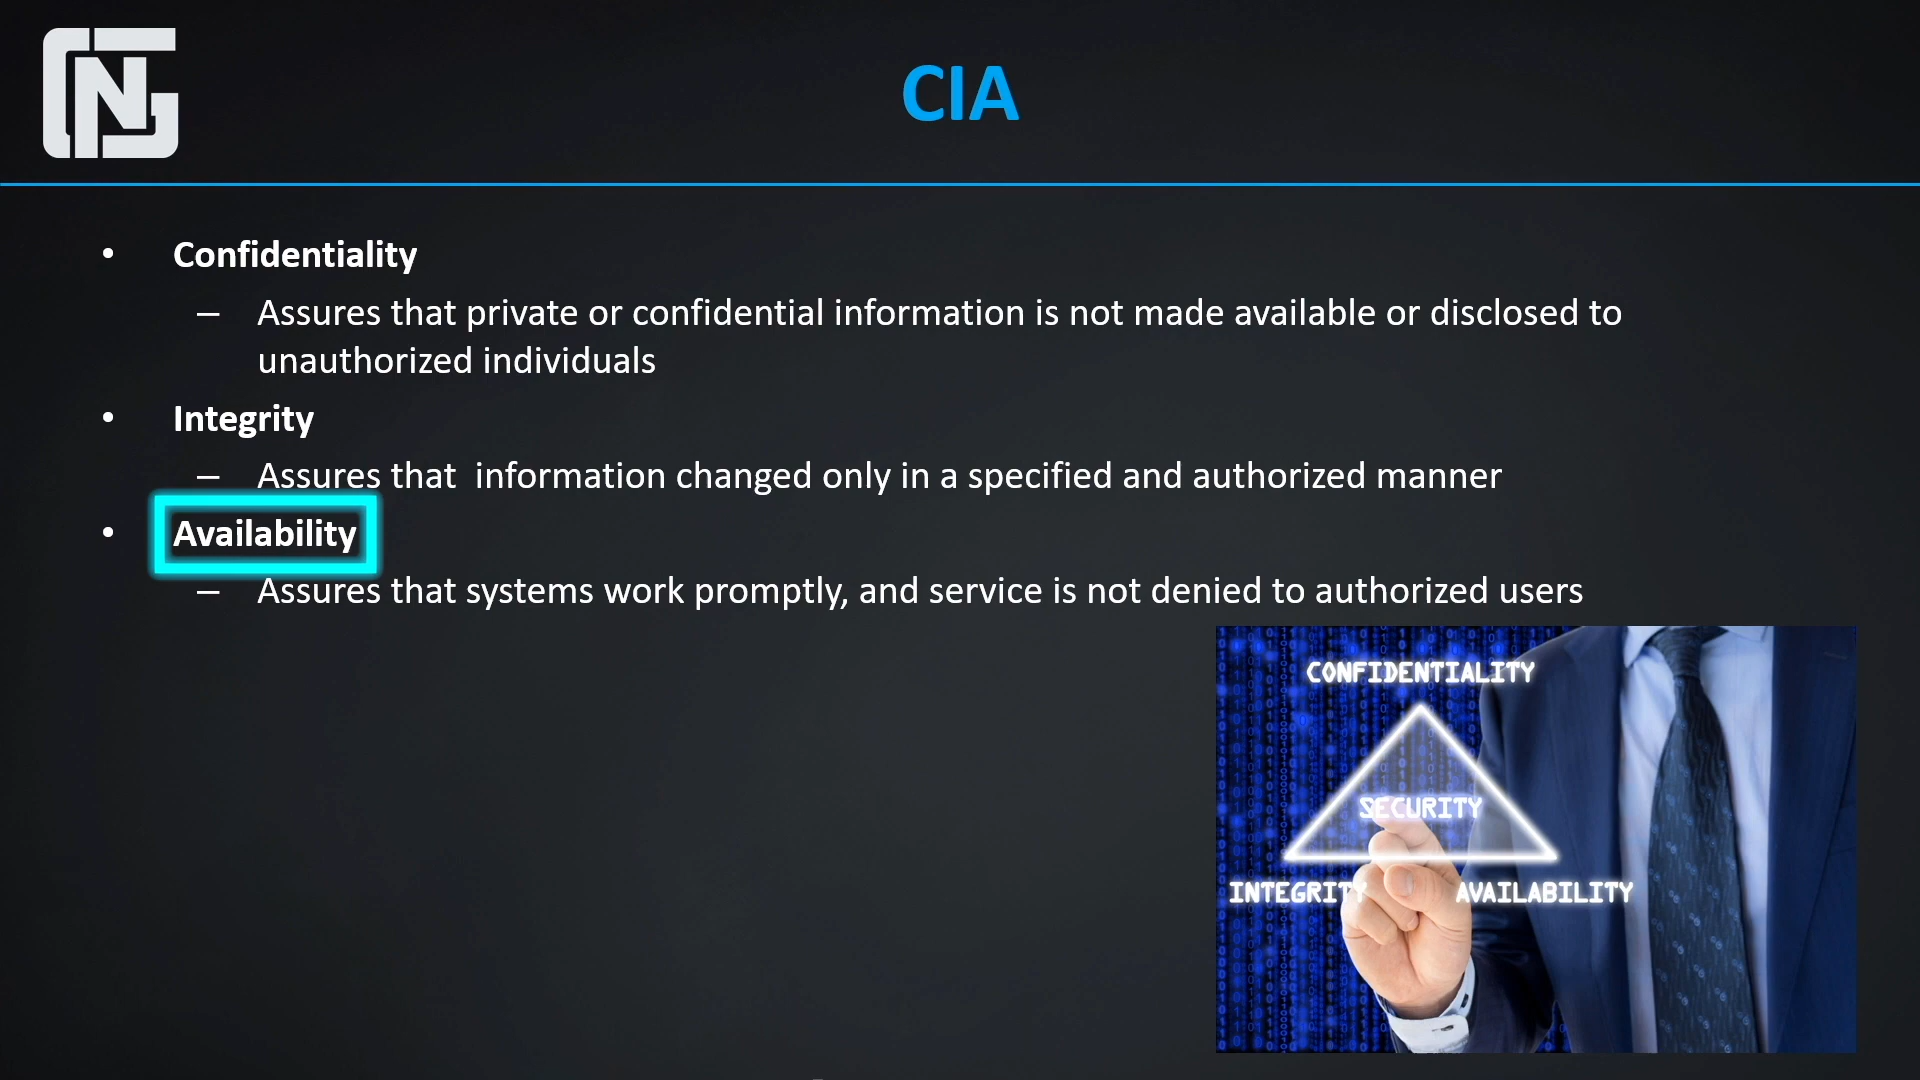 CNG
CIA
• Confidentiality
– Assures that private or confidential information is not made available or disclosed to
unauthorized individuals
• Integrity
– Assures that  information changed only in a specified and authorized manner
• Availability
– Assures that systems work promptly, and service is not denied to authorized users
CONFIDENTIALITY
SECURITY
INTEGRITY
AVAILABILITY